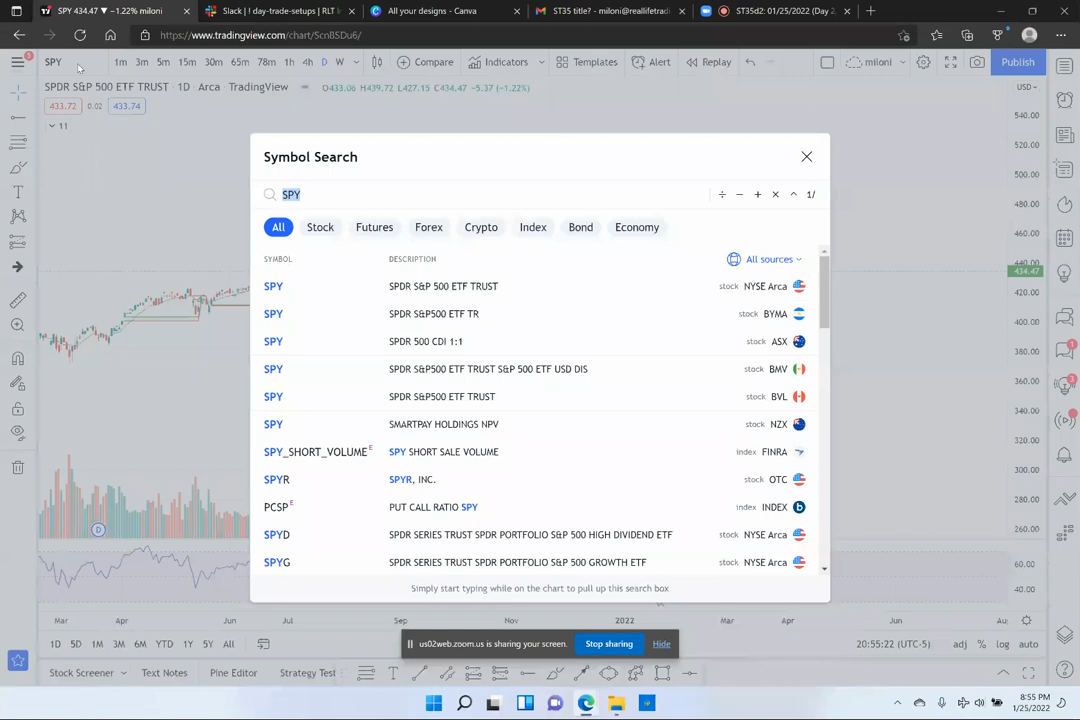 SPY 434.47 ▼ −1.22% miloni
Slack | ! day-trade-setups | RLT I
All your designs - Canva
ST35 title? - miloni@reallifetradi
ST35d2: 01/25/2022 (Day 2,
https://www.tradingview.com/chart/ScnBSDu6/
SPY 1m 3m 5m 15m 30m 65m 78m 1h 4h D W Compare Indicators Templates Alert Replay miloni Publish
SPDR S&P 500 ETF TRUST · 1D · Arca · TradingView O433.06 H439.72 L427.15 C434.47 −5.37 (−1.22%)
USD
433.72 0.02 433.74
11
540.00
520.00
500.00
480.00
460.00
440.00
434.47
420.00
400.00
380.00
360.00
340.00
320.00
300.00
280.00
260.00
60.00
40.00
Symbol Search
SPY
÷ − + × 1/
All Stock Futures Forex Crypto Index Bond Economy
SYMBOL DESCRIPTION All sources
SPY SPDR S&P 500 ETF TRUST stock NYSE Arca
SPY SPDR S&P500 ETF TR stock BYMA
SPY SPDR 500 CDI 1:1 stock ASX
SPY SPDR S&P500 ETF TRUST S&P 500 ETF USD DIS stock BMV
SPY SPDR S&P500 ETF TRUST stock BVL
SPY SMARTPAY HOLDINGS NPV stock NZX
SPY_SHORT_VOLUME E SPY SHORT SALE VOLUME index FINRA
SPYR SPYR, INC. stock OTC
PCSP E PUT CALL RATIO SPY index INDEX
SPYD SPDR SERIES TRUST SPDR PORTFOLIO S&P 500 HIGH DIVIDEND ETF stock NYSE Arca
SPYG SPDR SERIES TRUST SPDR PORTFOLIO S&P 500 GROWTH ETF stock NYSE Arca
Simply start typing while on the chart to pull up this search box
D
Mar Apr Jun Jul Sep Nov 2022 Mar Apr Jun
1D 5D 1M 3M 6M YTD 1Y 5Y All
us02web.zoom.us is sharing your screen. Stop sharing Hide
20:55:22 (UTC-5) adj % log auto
Stock Screener Text Notes Pine Editor Strategy Test
8:55 PM
1/25/2022